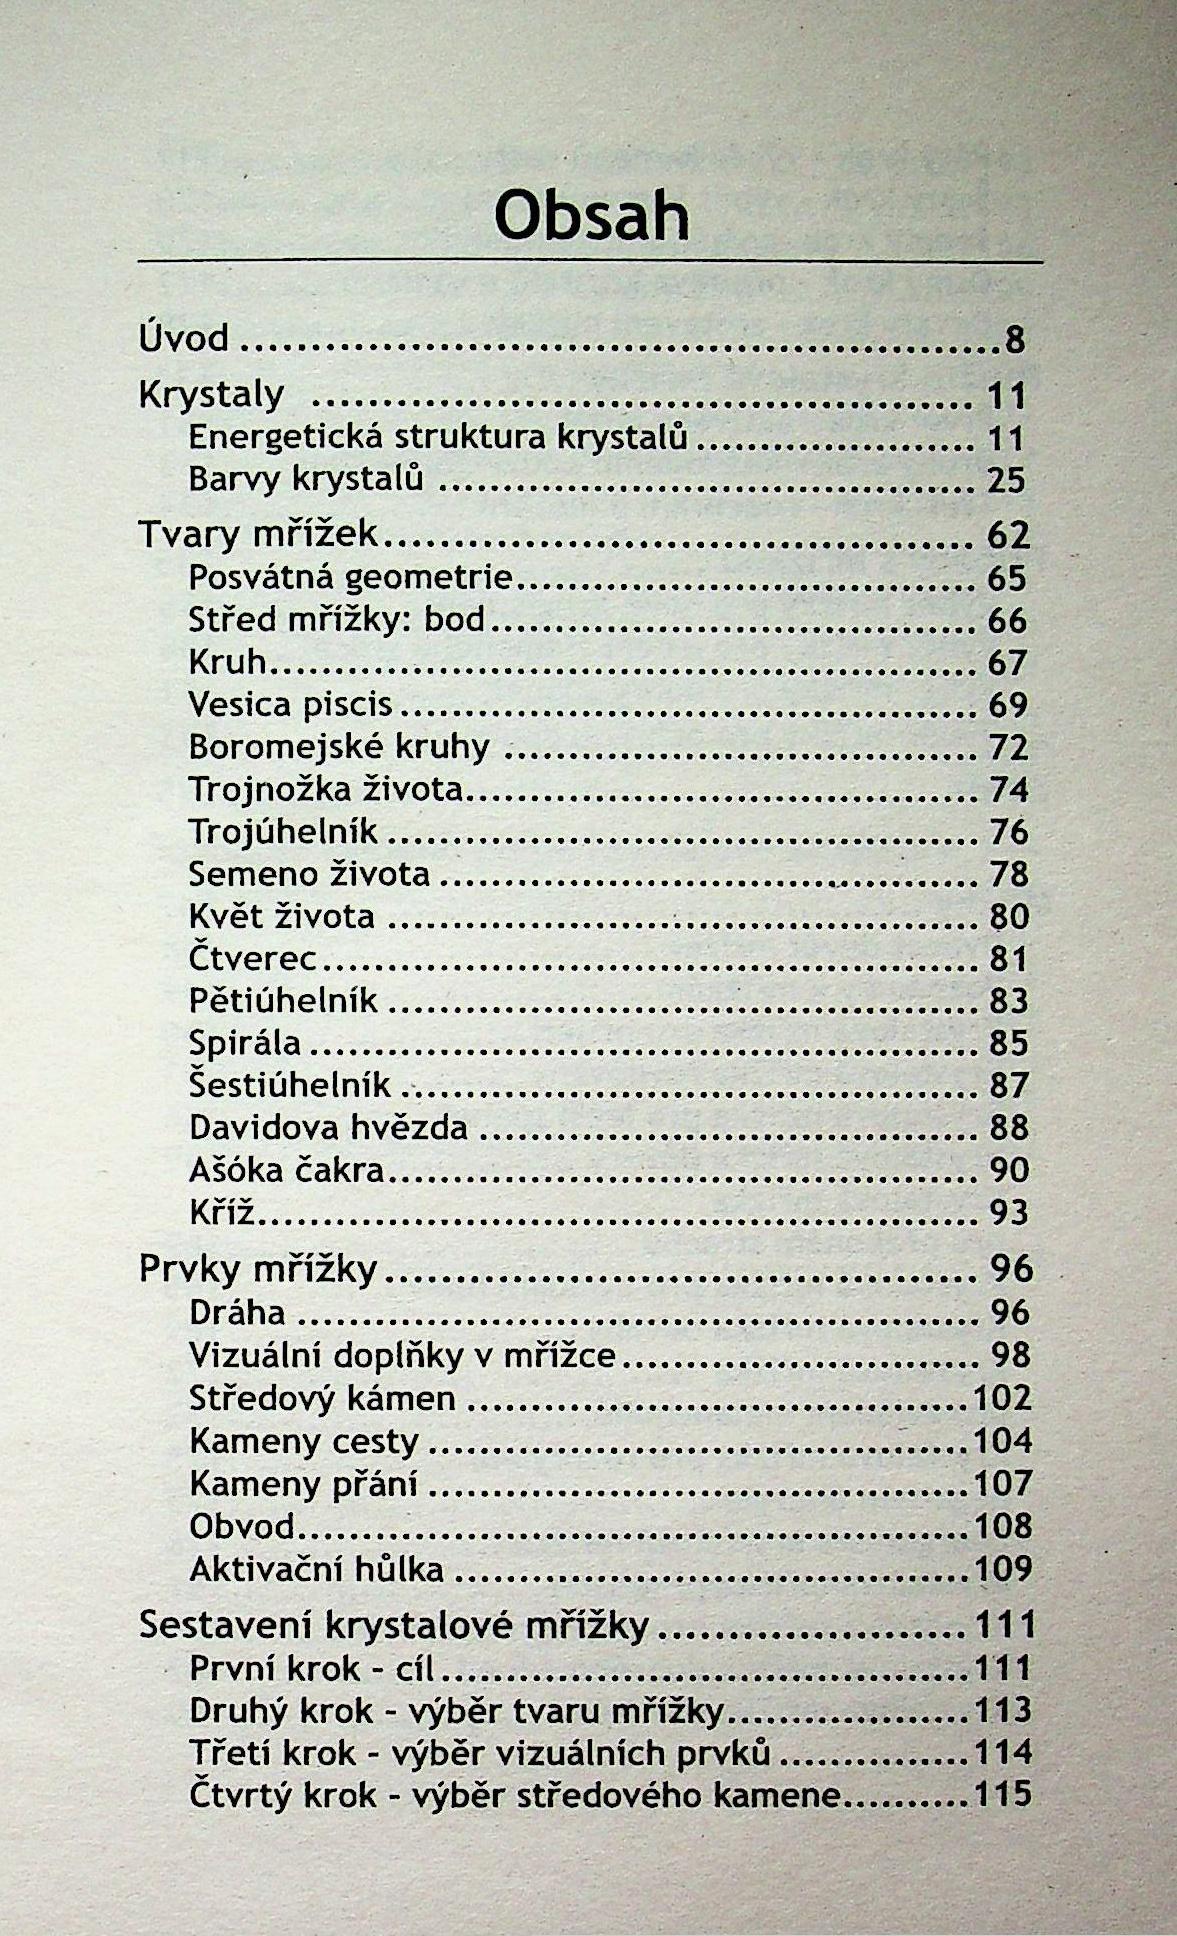 Obsah
Úvod ........................................................8
Krystaly .................................................. 11
Energetická struktura krystalů...................... 11
Barvy krystalů .......................................... 25
Tvary mřížek.......................................... 62
Posvátná geometrie.................................... 65
Střed mřížky: bod...................................... 66
Kruh....................................................... 67
Vesica piscis............................................. 69
Boromejské kruhy ..................................... 72
Trojnožka života........................................ 74
Trojúhelník .............................................. 76
Semeno života .......................................... 78
Květ života .............................................. 80
Čtverec................................................... 81
Pětiúhelník .............................................. 83
Spirála .................................................... 85
Šestiúhelník ............................................. 87
Davidova hvězda ....................................... 88
Ašóka čakra.............................................. 90
Kříž........................................................ 93
Prvky mřížky.......................................... 96
Dráha ..................................................... 96
Vizuální doplňky v mřížce............................ 98
Středový kámen .......................................102
Kameny cesty ..........................................104
Kameny přání ..........................................107
Obvod....................................................108
Aktivační hůlka ........................................109
Sestavení krystalové mřížky ......................111
První krok - cíl.........................................111
Druhý krok - výběr tvaru mřížky...................113
Třetí krok - výběr vizuálních prvků ...............114
Čtvrtý krok - výběr středového kamene..........115